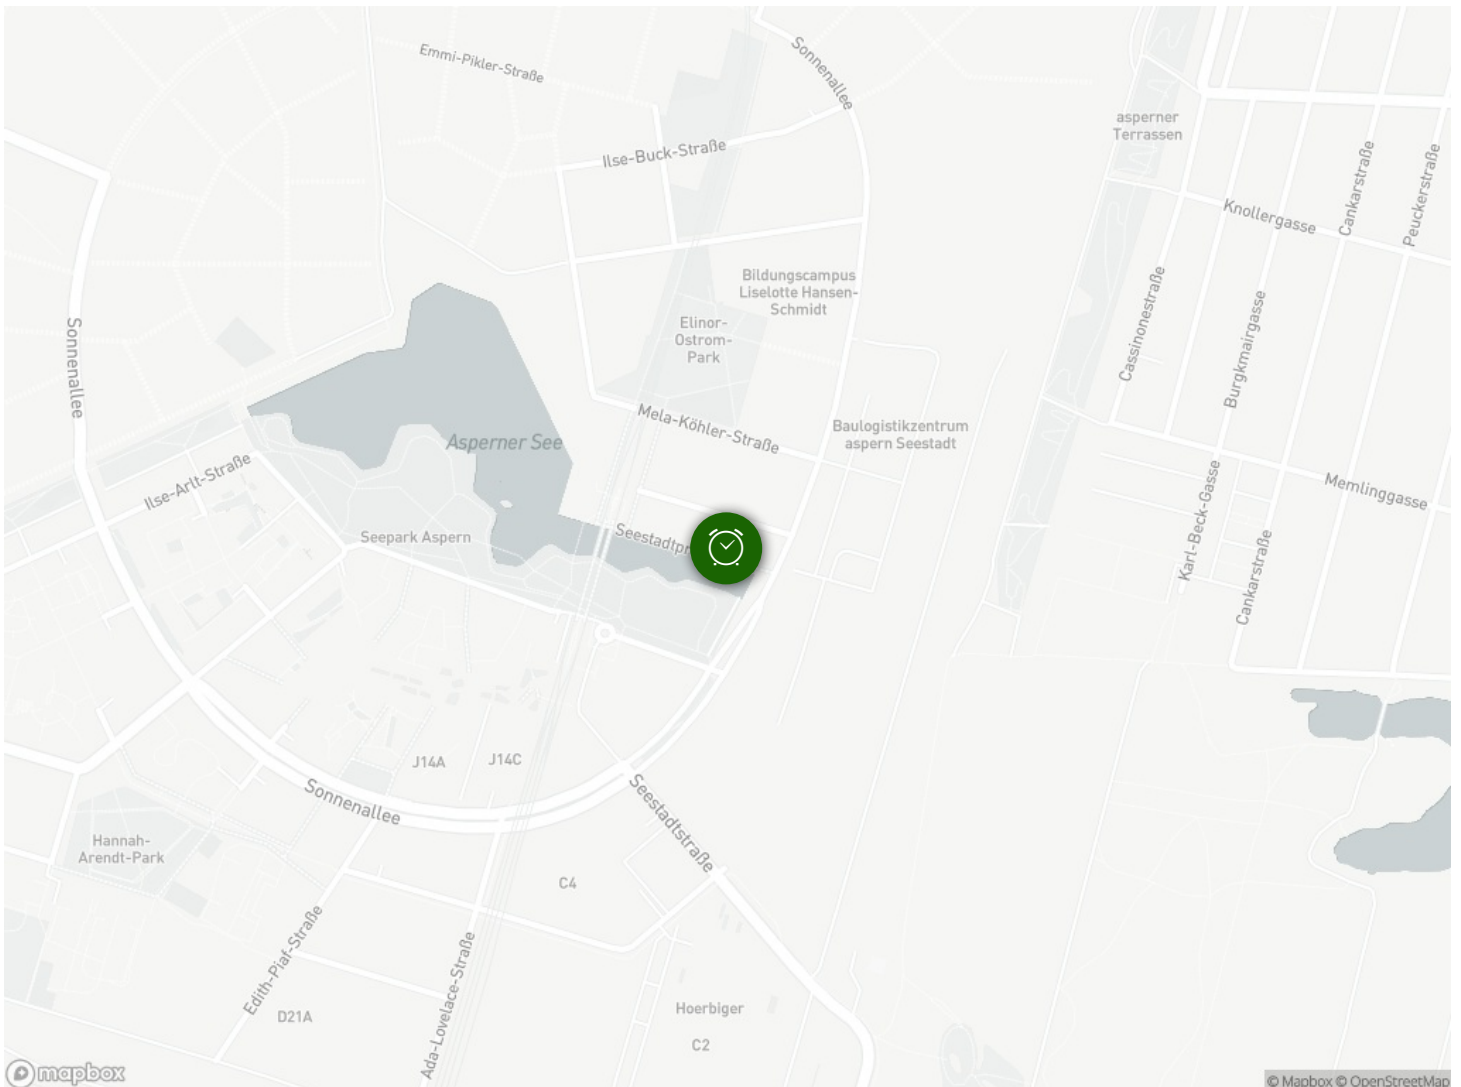 Emmi-Pikler-Straße
Sonnenallee
Ilse-Buck-Straße
asperner
Terrassen
Cankarstraße
Peuckerstraße
Knollergasse
Bildungscampus
Liselotte Hansen-
Schmidt
Elinor-
Ostrom-
Park
Cassinonestraße
Burgkmairgasse
Sonnenallee
Mela-Köhler-Straße
Baulogistikzentrum
aspern Seestadt
Asperner See
Ilse-Arlt-Straße
Memlinggasse
Karl-Beck-Gasse
Seepark Aspern
Seestadtpr
Cankarstraße
J14A
J14C
Sonnenallee
Seestadtstraße
Hannah-
Arendt-Park
C4
Edith-Piaf-Straße
Ada-Lovelace-Straße
D21A
Hoerbiger
C2
mapbox
© Mapbox © OpenStreetMap